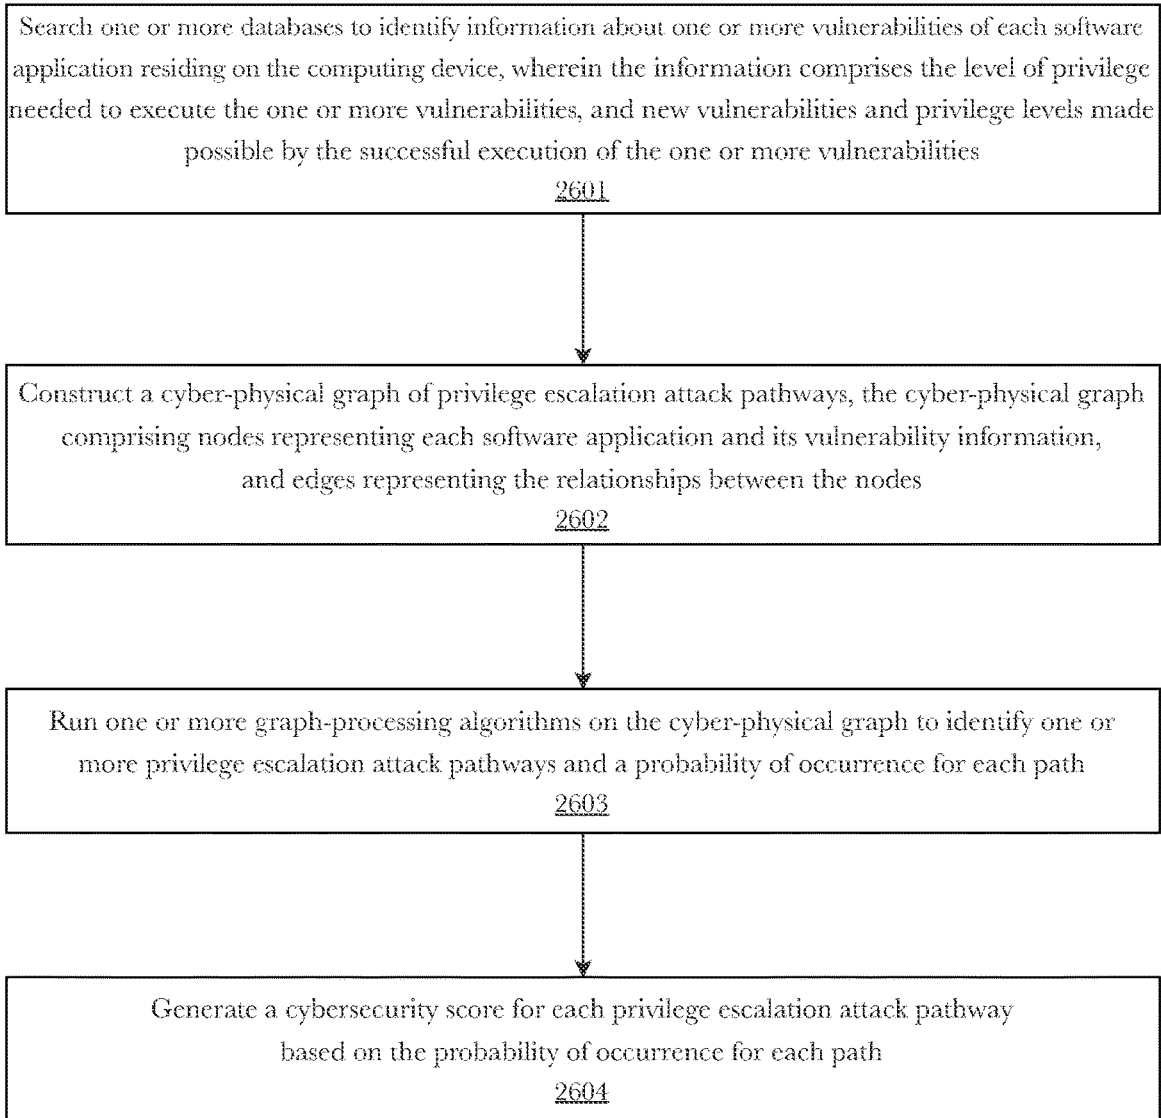 Search one or more databases to identify information about one or more vulnerabilities of each software
application residing on the computing device, wherein the information comprises the level of privilege
needed to execute the one or more vulnerabilities, and new vulnerabilities and privilege levels made
possible by the successful execution of the one or more vulnerabilities
2601
Construct a cyber-physical graph of privilege escalation attack pathways, the cyber-physical graph
comprising nodes representing each software application and its vulnerability information,
and edges representing the relationships between the nodes
2602
Run one or more graph-processing algorithms on the cyber-physical graph to identify one or
more privilege escalation attack pathways and a probability of occurrence for each path
2603
Generate a cybersecurity score for each privilege escalation attack pathway
based on the probability of occurrence for each path
2604